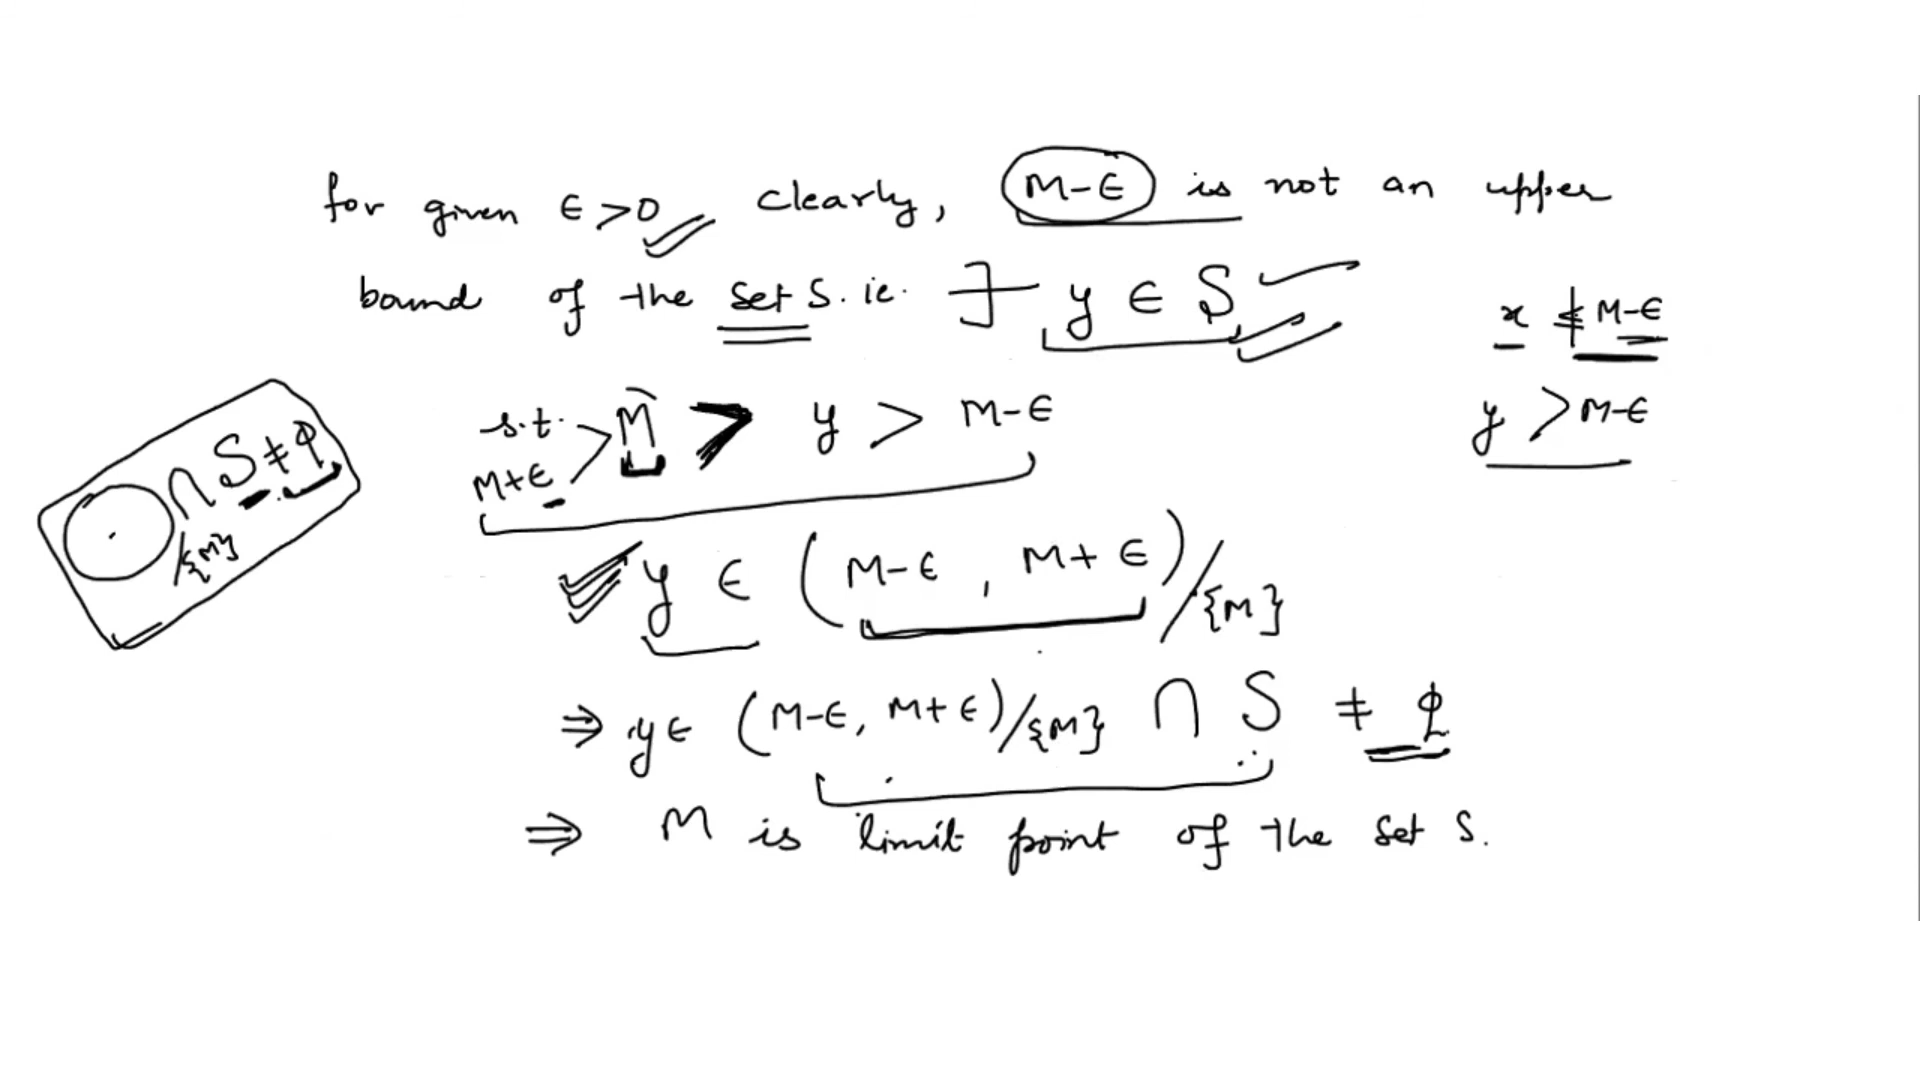 for given ϵ >0 clearly, M-ϵ is not an upper
bound of the set S. ie. ∃ y ∈ S
x ≰ M-ϵ
s.t. M > y > M-ϵ
y > M-ϵ
M+ϵ >
∩ S ≠ φ
/{M}
y ∈ (M-ϵ , M+ϵ)/{M}
⇒ y ∈ (M-ϵ, M+ϵ)/{M} ∩ S ≠ φ
⇒ M is limit point of the set S.